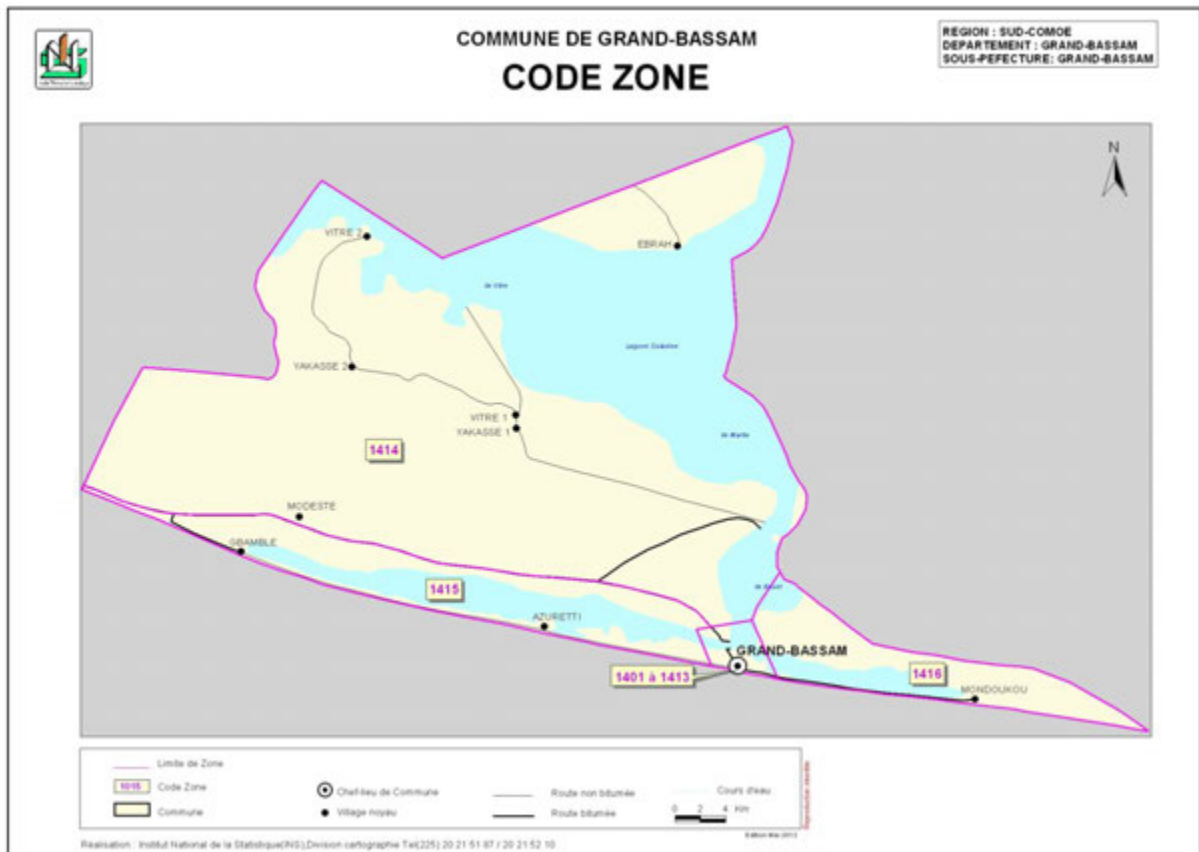 COMMUNE DE GRAND-BASSAM
CODE ZONE
REGION : SUD-COMOE
DEPARTEMENT : GRAND-BASSAM
SOUS-PEFECTURE: GRAND-BASSAM
N
VITRE 2
EBRAH
YAKASSE 2
VITRE 1
YAKASSE 1
1414
MODESTE
GBAMBLE
1415
AZURETTI
GRAND-BASSAM
1401 à 1413
1416
MONDOUKOU
Limite de Zone
Code Zone
Commune
Chef-lieu de Commune
Village noyau
Route non bitumée
Route bitumée
Cours d'eau
0 2 4 Km
Edition Mai 2013
Réalisation : Institut National de la Statistique(INS),Division cartographie Tel(225) 20 21 51 87 / 20 21 52 10